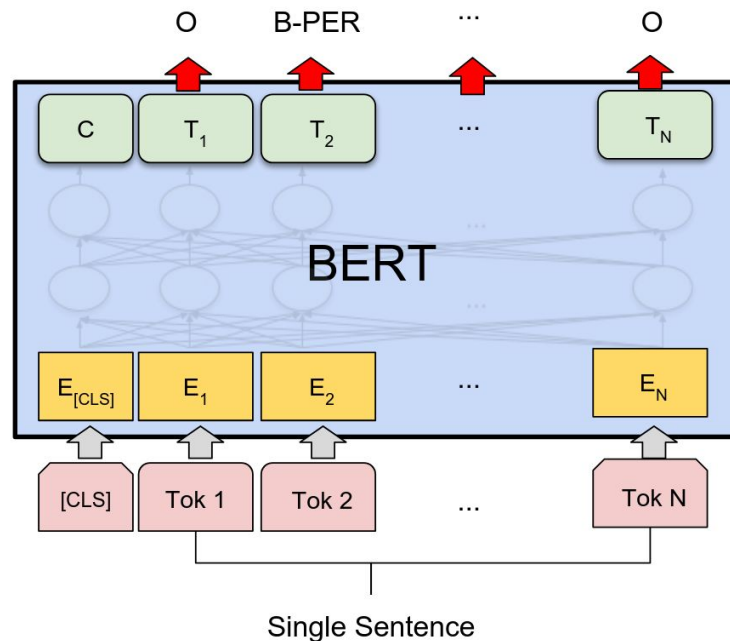 O B-PER ... O
C T1 T2 ... TN
...
BERT
...
E[CLS] E1 E2 ... EN
[CLS] Tok 1 Tok 2 ... Tok N
Single Sentence